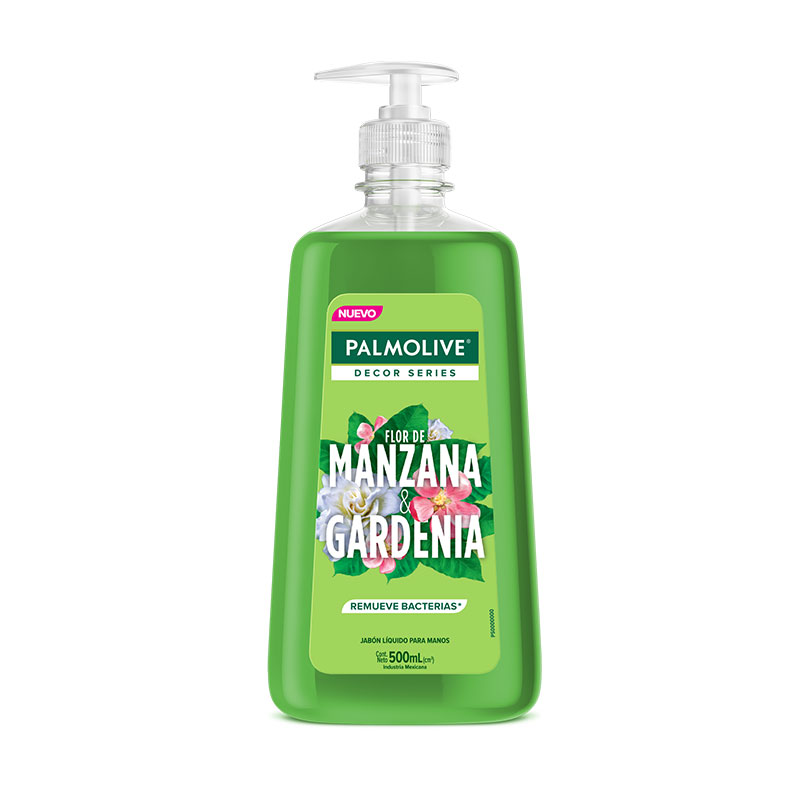 NUEVO
PALMOLIVE®
DECOR SERIES
FLOR DE
MANZANA
&
GARDENIA
REMUEVE BACTERIAS*
JABÓN LÍQUIDO PARA MANOS
Cont.
Neto 500mL(cm³)
Industria Mexicana